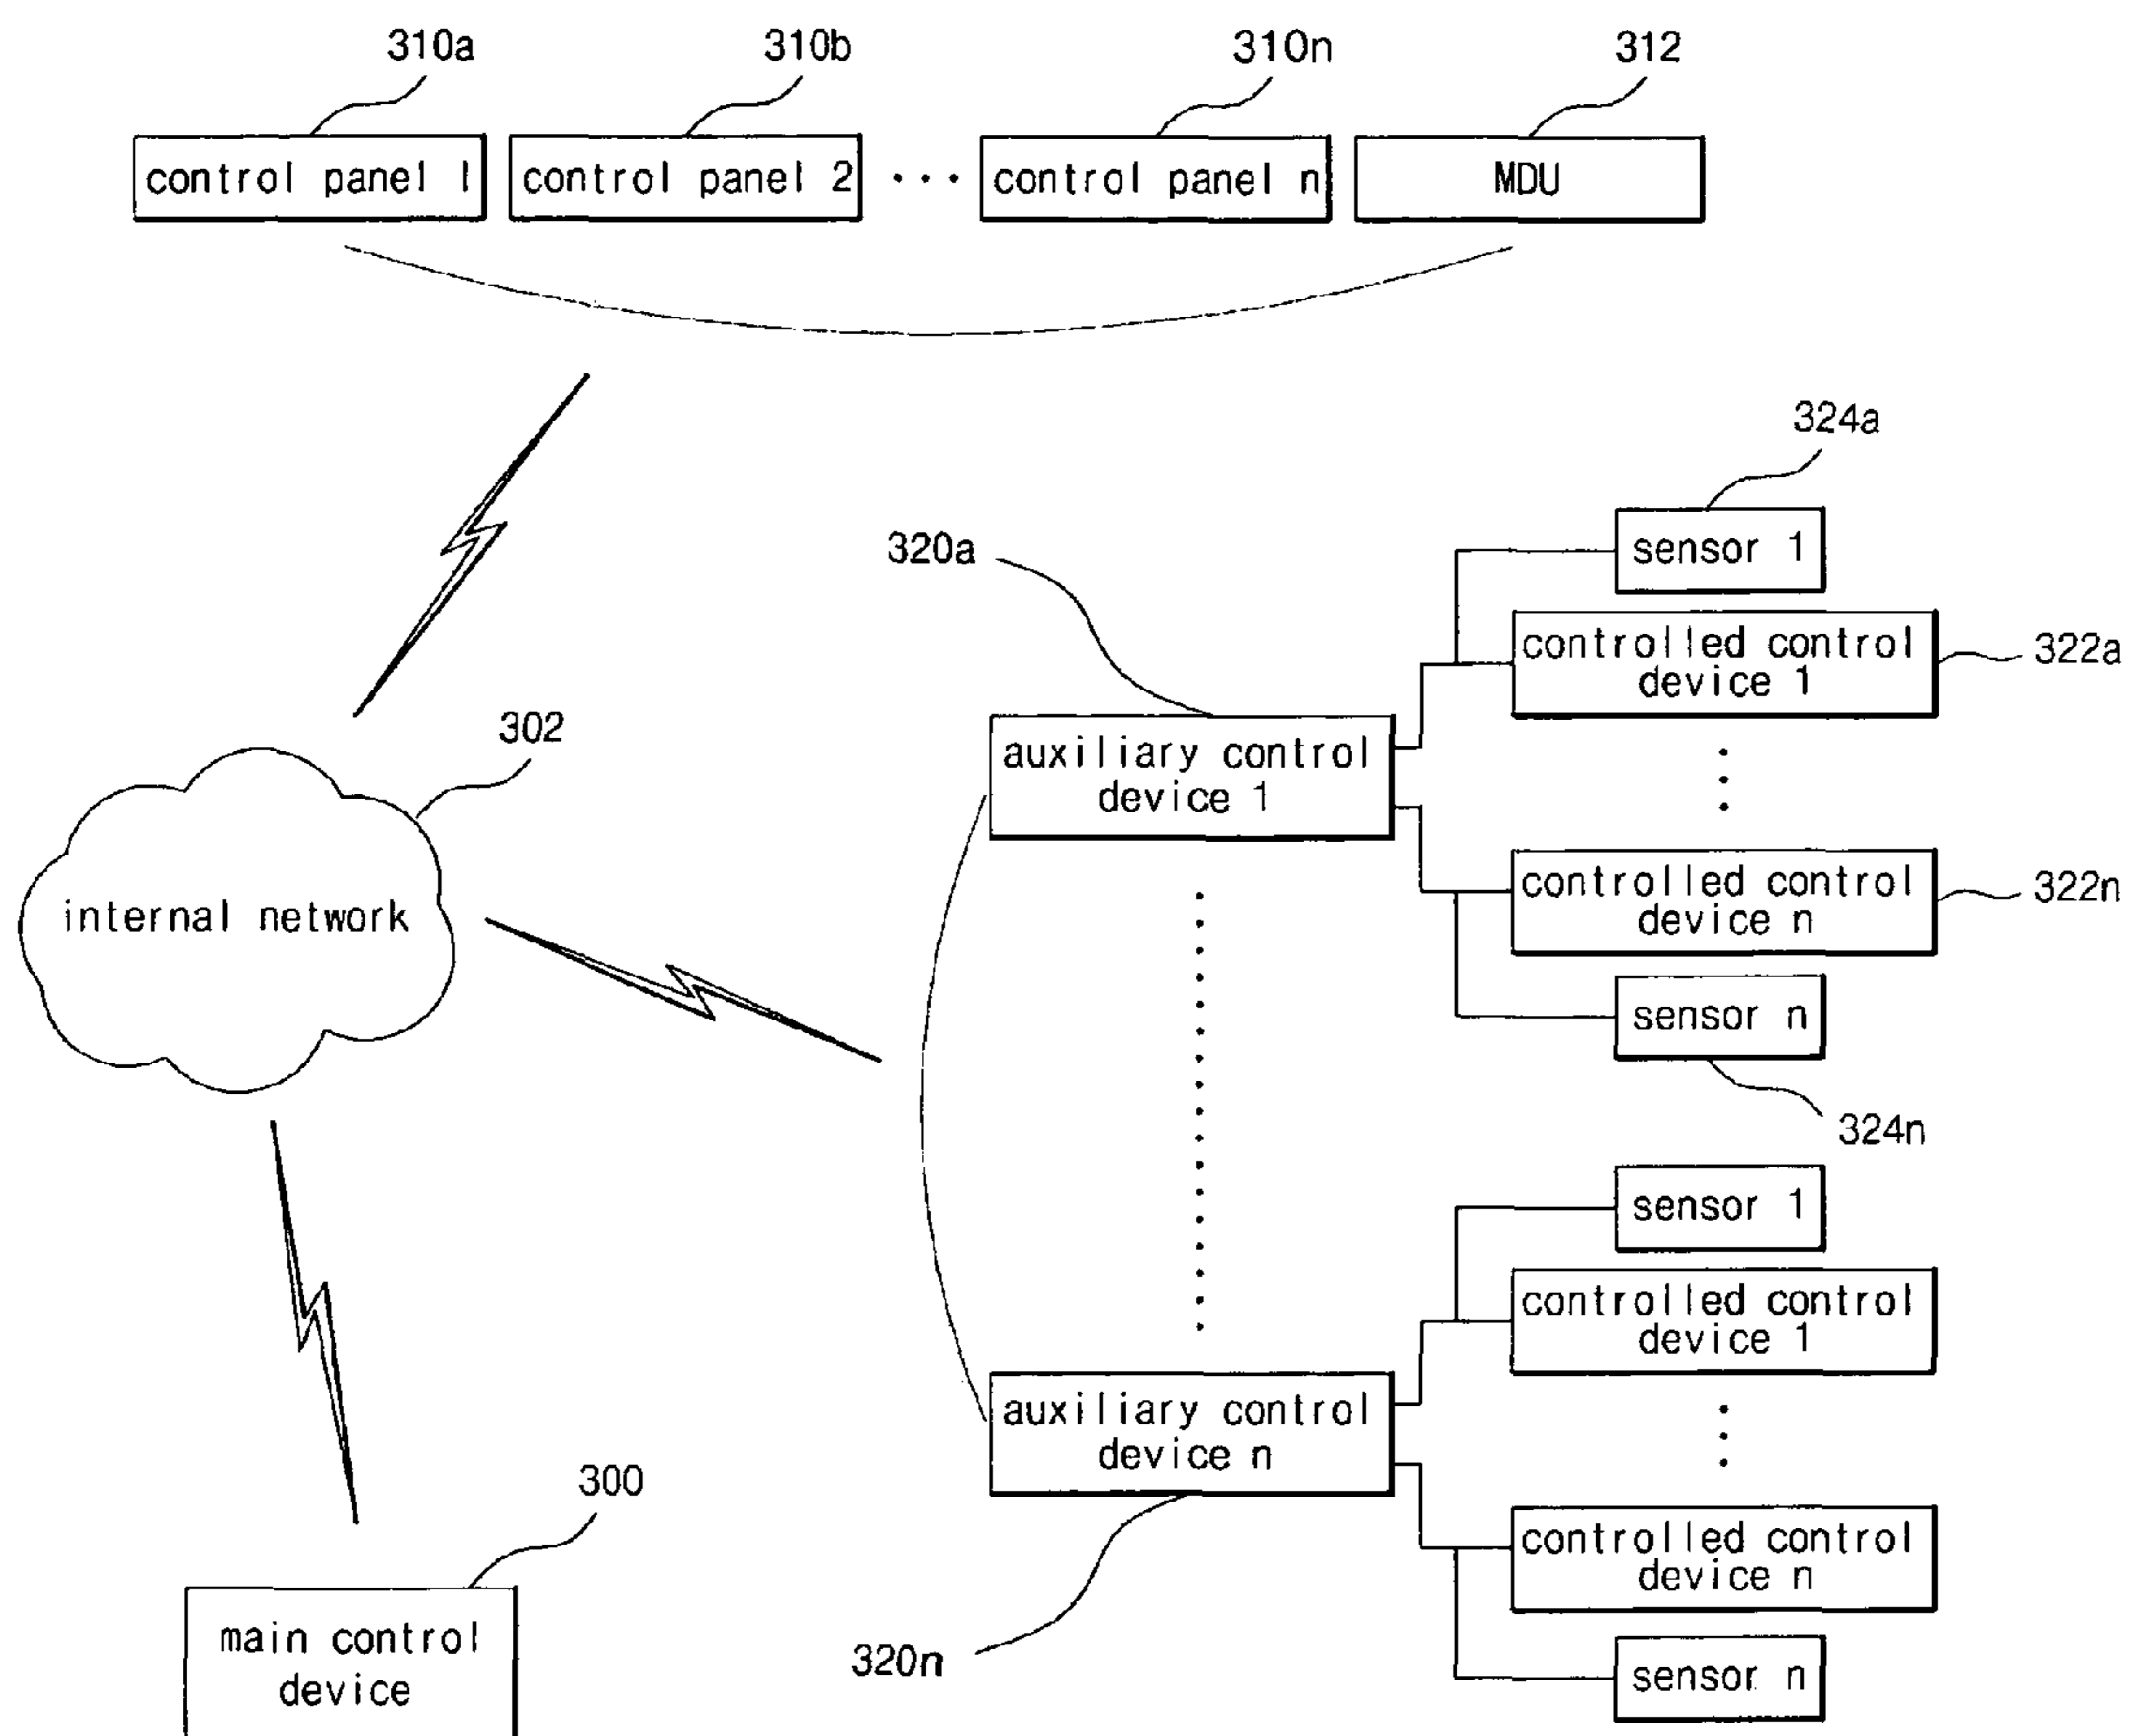 310a
310b
310n
312
control panel 1
control panel 2
...
control panel n
MDU
324a
sensor 1
320a
controlled control
device 1
322a
302
auxiliary control
device 1
internal network
controlled control
device n
322n
sensor n
324n
sensor 1
controlled control
device 1
auxiliary control
device n
300
controlled control
device n
main control
device
320n
sensor n